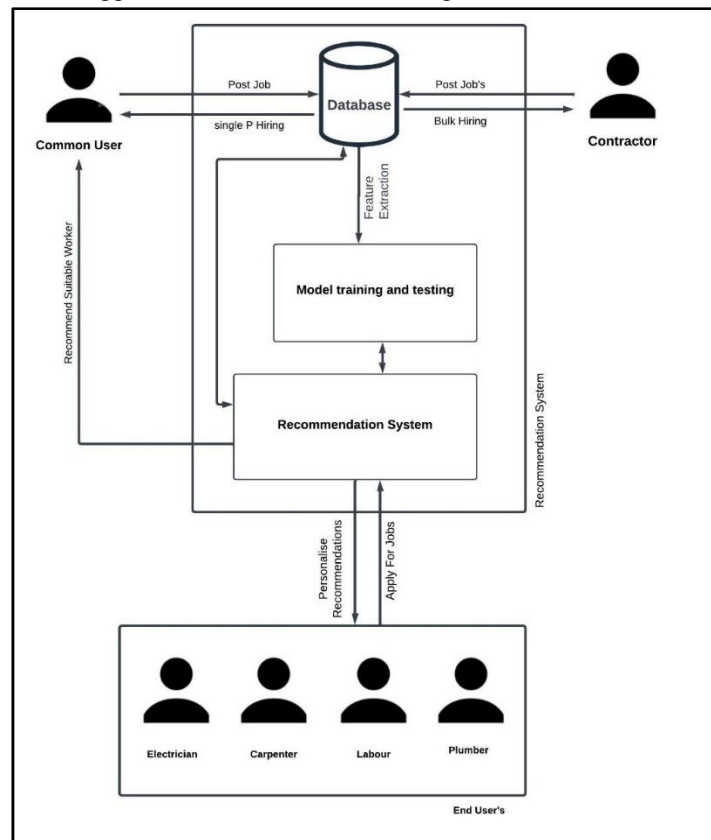 Post Job
Post Job's
Database
single P Hiring
Bulk Hiring
Common User
Contractor
Feature
Extraction
Recommend Suitable Worker
Model training and testing
Recommendation System
Recommendation System
Personalise
Recommendations
Apply For Jobs
Electrician
Carpenter
Labour
Plumber
End User's